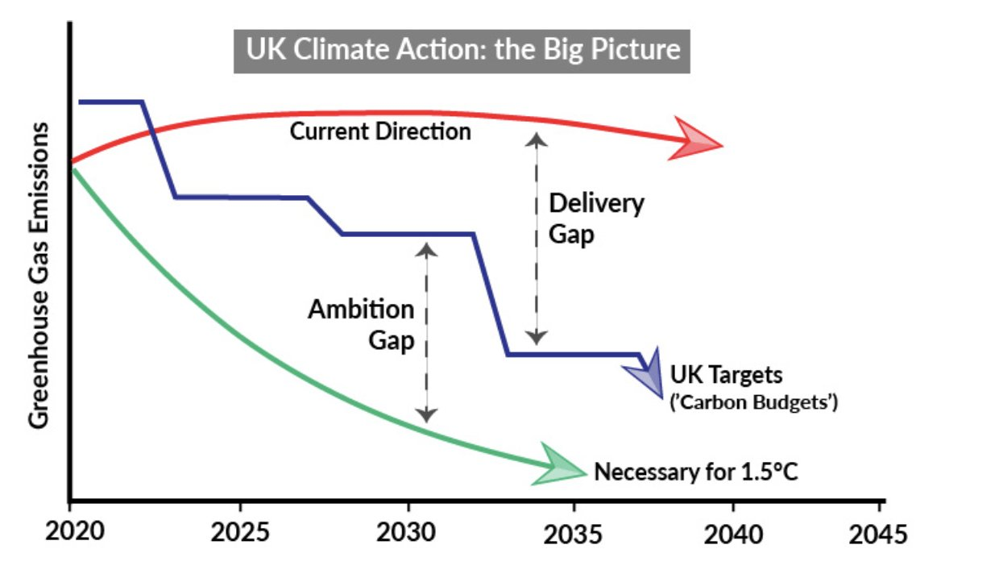 UK Climate Action: the Big Picture
Greenhouse Gas Emissions
Current Direction
Delivery
Gap
Ambition
Gap
UK Targets
('Carbon Budgets')
Necessary for 1.5°C
2020 2025 2030 2035 2040 2045